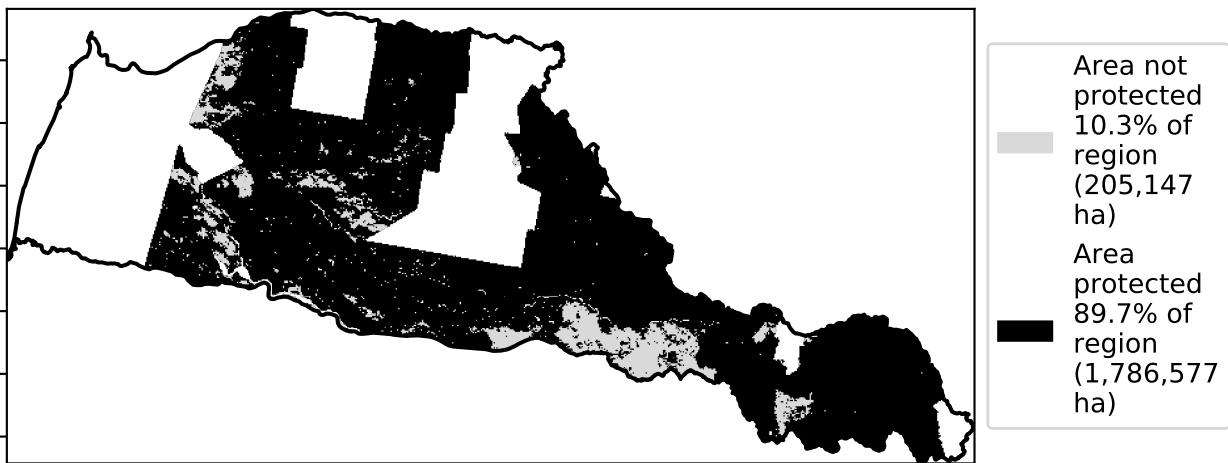 Area not
protected
10.3% of
region
(205,147
ha)
Area
protected
89.7% of
region
(1,786,577
ha)